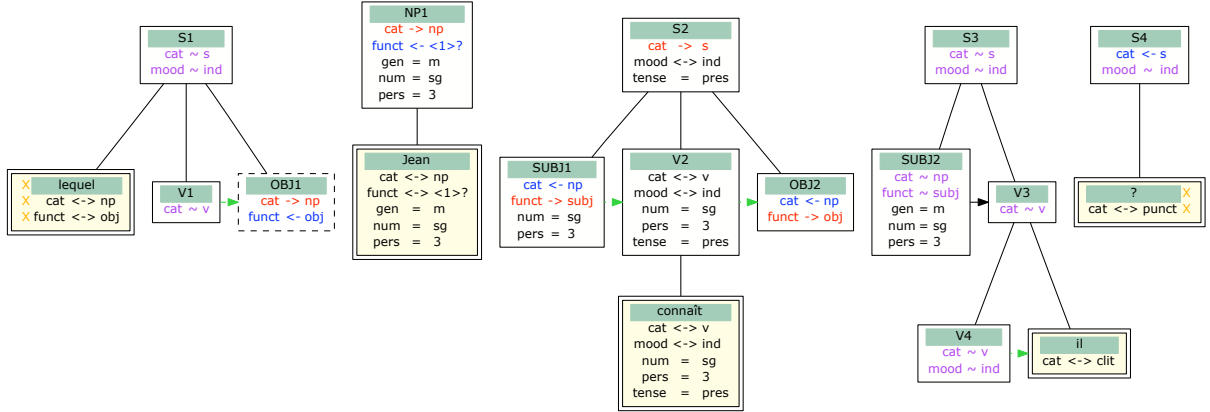 S1
cat ~ s
mood ~ ind
X lequel
X cat <-> np
X funct <-> obj
V1
cat ~ v
OBJ1
cat -> np
funct <- obj
NP1
cat -> np
funct <- <1>?
gen = m
num = sg
pers = 3
Jean
cat <-> np
funct <-> <1>?
gen = m
num = sg
pers = 3
S2
cat -> s
mood <-> ind
tense = pres
SUBJ1
cat <- np
funct -> subj
num = sg
pers = 3
V2
cat <-> v
mood <-> ind
num = sg
pers = 3
tense = pres
OBJ2
cat <- np
funct -> obj
connaît
cat <-> v
mood <-> ind
num = sg
pers = 3
tense = pres
S3
cat ~ s
mood ~ ind
SUBJ2
cat ~ np
funct ~ subj
gen = m
num = sg
pers = 3
V3
cat ~ v
V4
cat ~ v
mood ~ ind
il
cat <-> clit
S4
cat <- s
mood ~ ind
? X
cat <-> punct X